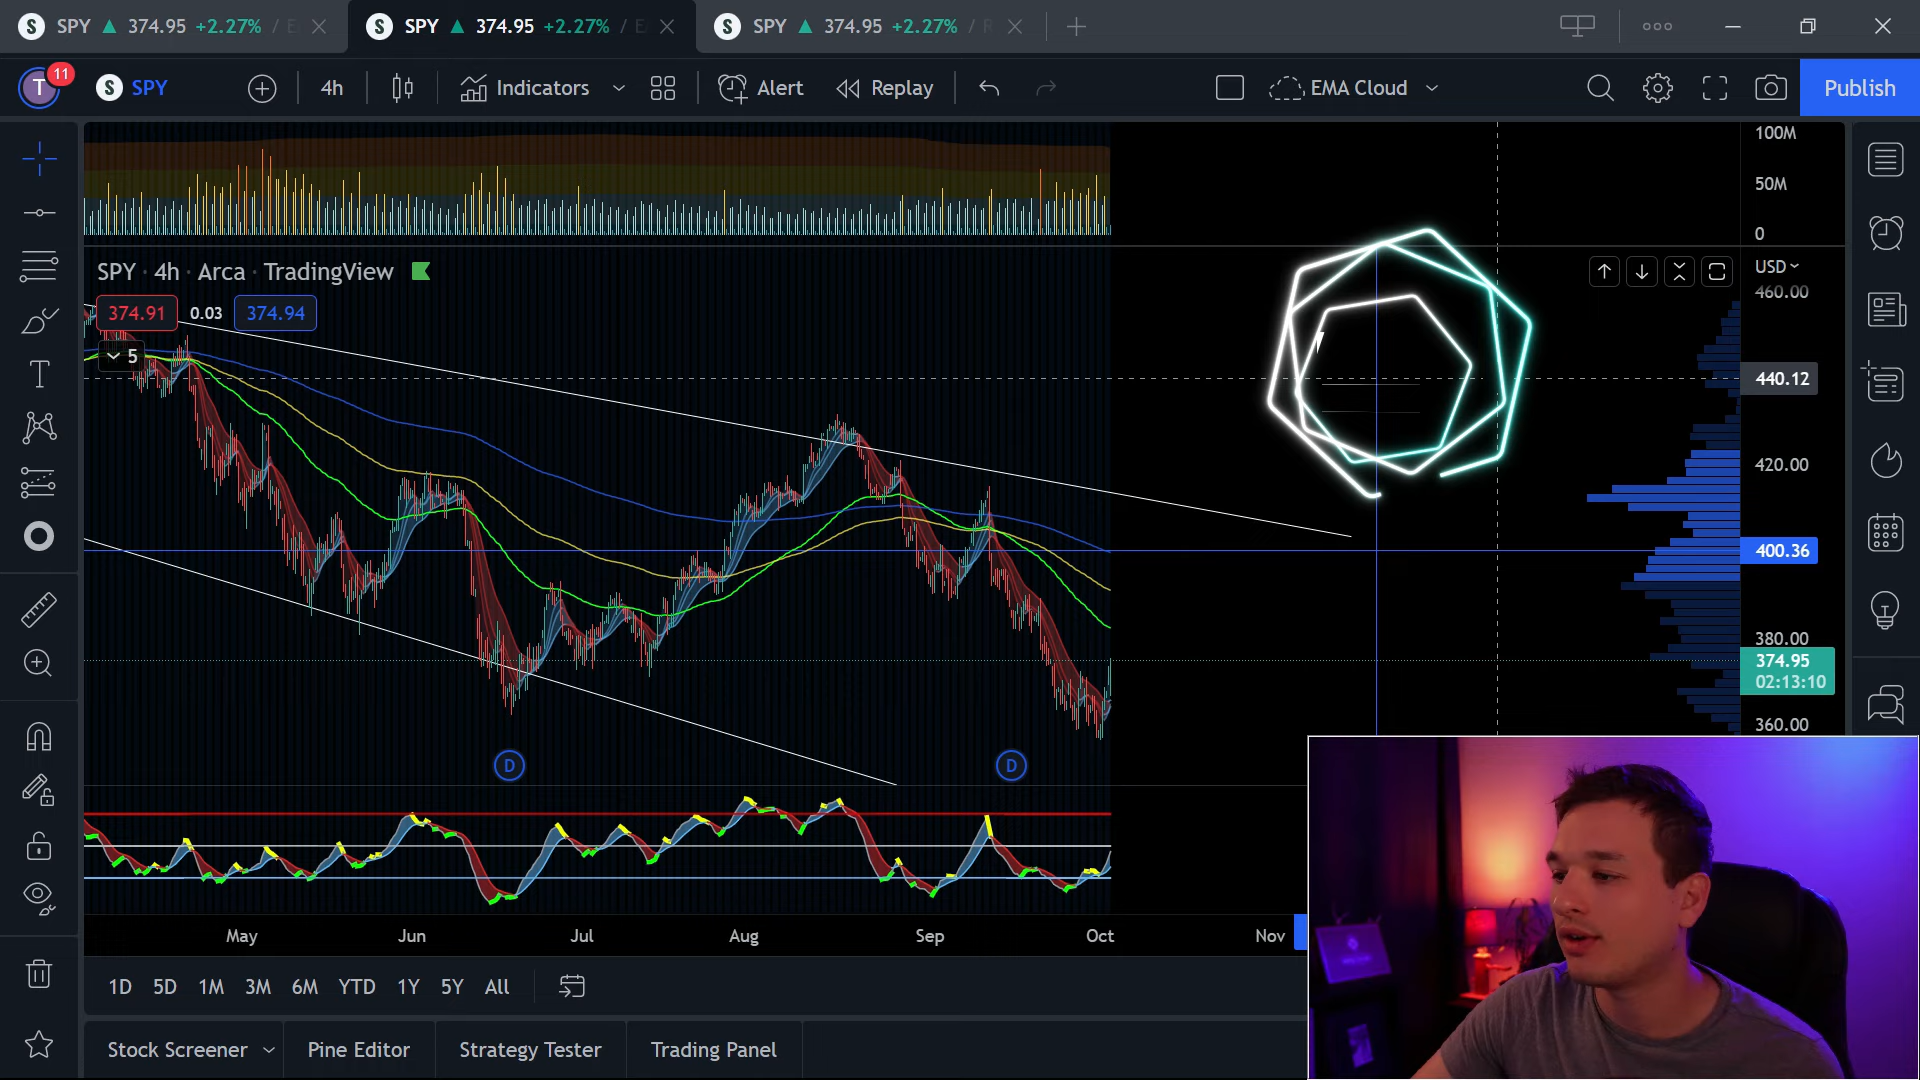 S SPY ▲ 374.95 +2.27% / E
S SPY ▲ 374.95 +2.27% / EA
S SPY ▲ 374.95 +2.27% / R
T 11 S SPY 4h Indicators Alert Replay EMA Cloud Publish
100M
50M
0
SPY · 4h · Arca · TradingView
USD
460.00
374.91 0.03 374.94
5
440.12
420.00
400.36
380.00
374.95
02:13:10
360.00
D D
May Jun Jul Aug Sep Oct Nov
1D 5D 1M 3M 6M YTD 1Y 5Y All
Stock Screener Pine Editor Strategy Tester Trading Panel